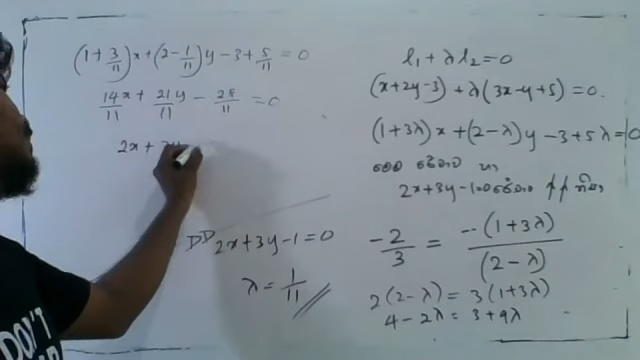 (1+3/11)x+(2-1/11)y-3+5/11=0
14x/11+21y/11-28/11=0
2x+3y
2x+3y-1=0
λ=1/11
l₁+λl₂=0
(x+2y-3)+λ(3x-y+5)=0.
(1+3λ)x+(2-λ)y-3+5λ=0
මෙම රේඛාව හා
2x+3y-1=0 රේඛාව
-2/3=-(1+3λ)/(2-λ)
2(2-λ)=3(1+3λ)
4-2λ=3+9λ
DON'T